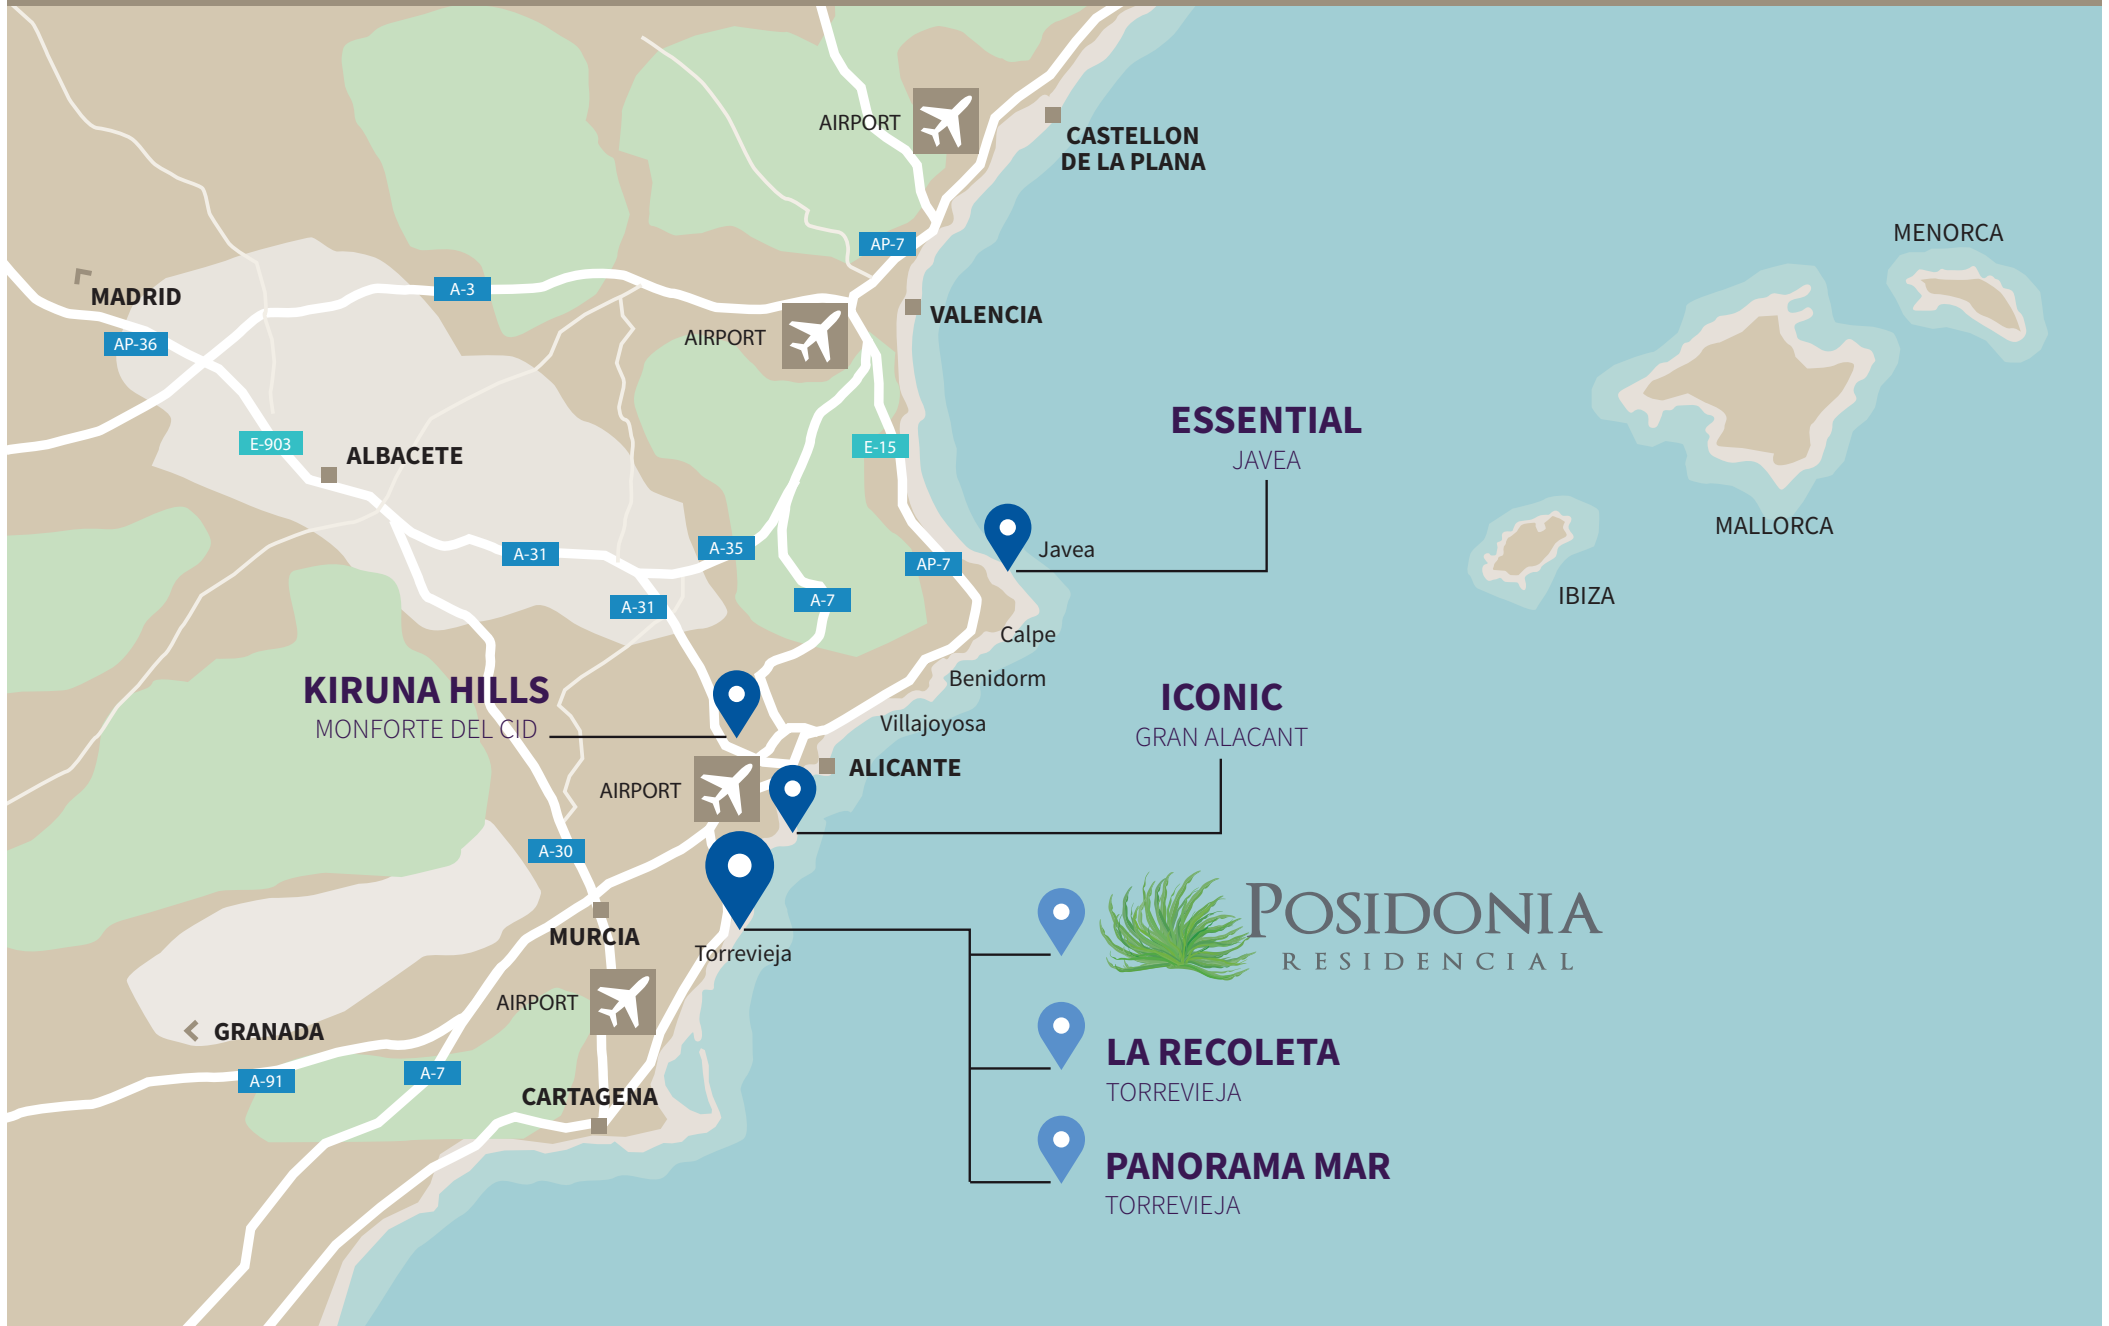 AIRPORT
CASTELLON
DE LA PLANA
MENORCA
AP-7
MADRID
A-3
VALENCIA
AIRPORT
AP-36
ESSENTIAL
JAVEA
E-903
ALBACETE
E-15
MALLORCA
A-31
A-35
Javea
AP-7
IBIZA
A-31
A-7
Calpe
Benidorm
KIRUNA HILLS
MONFORTE DEL CID
ICONIC
GRAN ALACANT
Villajoyosa
ALICANTE
AIRPORT
A-30
POSIDONIA
RESIDENCIAL
MURCIA
Torrevieja
AIRPORT
GRANADA
LA RECOLETA
TORREVIEJA
A-91
A-7
CARTAGENA
PANORAMA MAR
TORREVIEJA